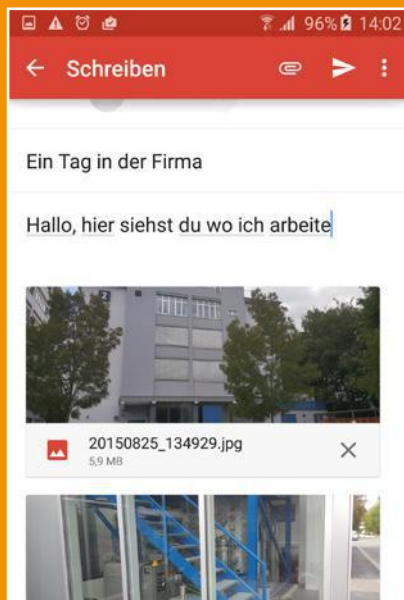 96% 14:02
Schreiben
Ein Tag in der Firma
Hallo, hier siehst du wo ich arbeite
2
20150825_134929.jpg
5,9 MB